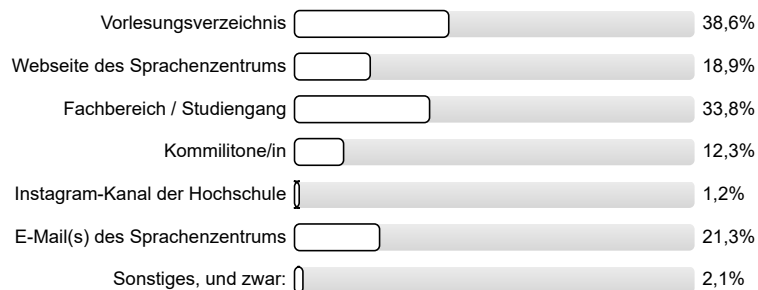 Vorlesungsverzeichnis 38,6%
Webseite des Sprachenzentrums 18,9%
Fachbereich / Studiengang 33,8%
Kommilitone/in 12,3%
Instagram-Kanal der Hochschule 1,2%
E-Mail(s) des Sprachenzentrums 21,3%
Sonstiges, und zwar: 2,1%